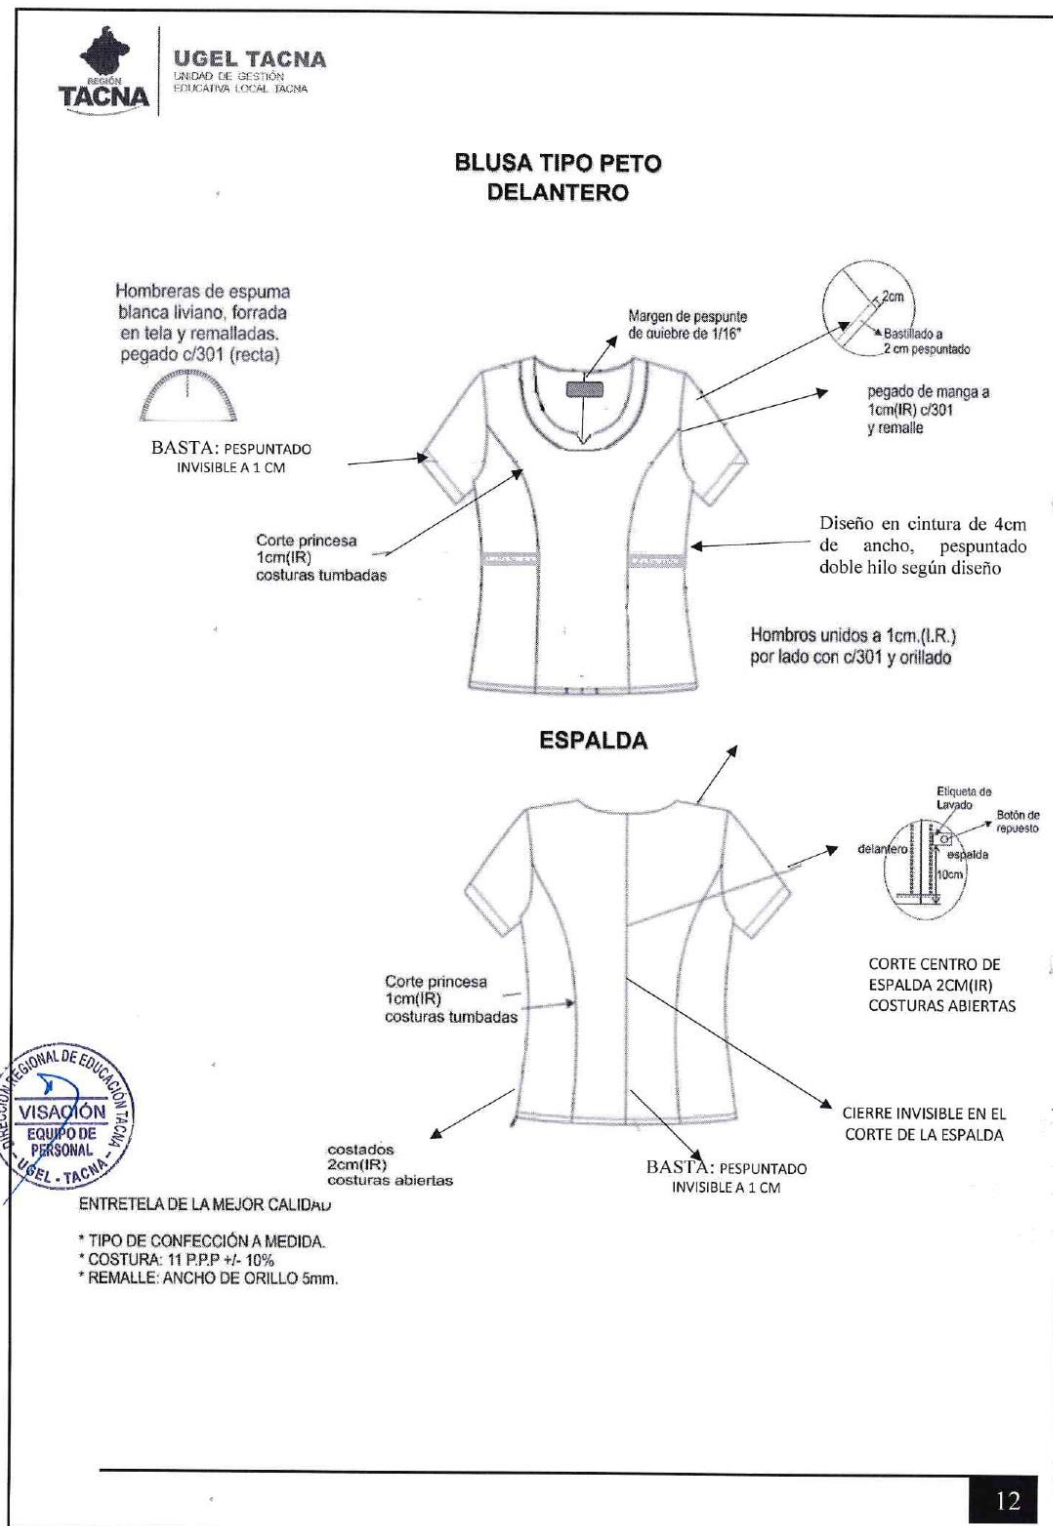 REGIÓN
TACNA
UGEL TACNA
UNIDAD DE GESTIÓN
EDUCATIVA LOCAL TACNA
BLUSA TIPO PETO
DELANTERO
Hombreras de espuma
blanca liviano, forrada
en tela y remalladas.
pegado c/301 (recta)
Margen de pespunte
de quiebre de 1/16"
2cm
Bastillado a
2 cm pespuntado
pegado de manga a
1cm(IR) c/301
y remalle
BASTA: PESPUNTADO
INVISIBLE A 1 CM
Corte princesa
1cm(IR)
costuras tumbadas
Diseño en cintura de 4cm
de ancho, pespuntado
doble hilo según diseño
Hombros unidos a 1cm.(I.R.)
por lado con c/301 y orillado
ESPALDA
Etiqueta de
Lavado
Botón de
repuesto
delantero
espalda
10cm
Corte princesa
1cm(IR)
costuras tumbadas
CORTE CENTRO DE
ESPALDA 2CM(IR)
COSTURAS ABIERTAS
CIERRE INVISIBLE EN EL
CORTE DE LA ESPALDA
costados
2cm(IR)
costuras abiertas
BASTA: PESPUNTADO
INVISIBLE A 1 CM
DIRECCIÓN REGIONAL DE EDUCACIÓN TACNA
VISACIÓN
EQUIPO DE
PERSONAL
- UGEL - TACNA -
ENTRETELA DE LA MEJOR CALIDAD
* TIPO DE CONFECCIÓN A MEDIDA.
* COSTURA: 11 P.P.P +/- 10%
* REMALLE: ANCHO DE ORILLO 5mm.
12